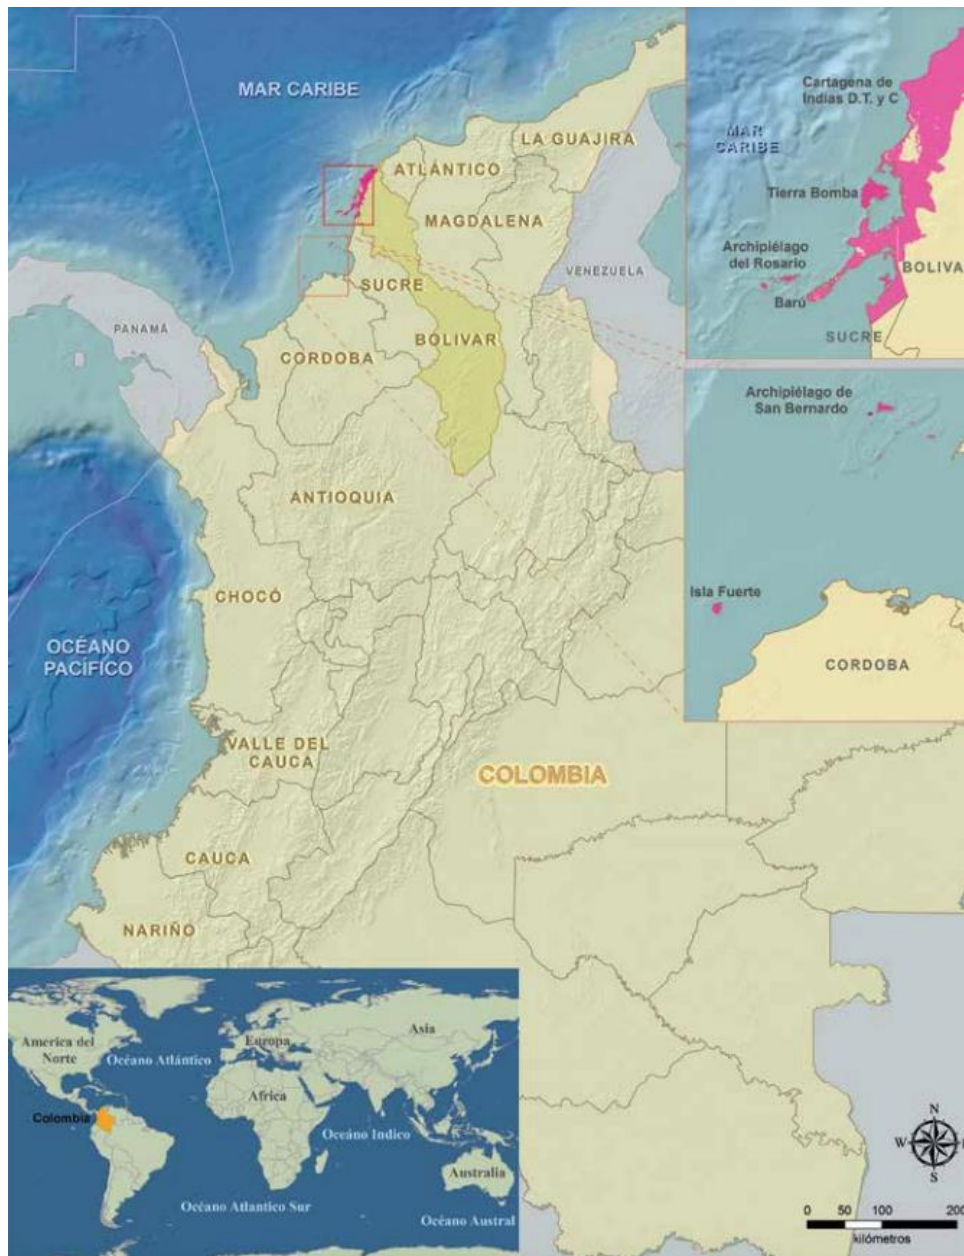 MAR CARIBE
LA GUAJIRA
ATLÁNTICO
MAGDALENA
VENEZUELA
SUCRE
PANAMÁ
BOLIVAR
CORDOBA
ANTIOQUIA
CHOCÓ
OCÉANO
PACÍFICO
VALLE DEL
CAUCA
COLOMBIA
CAUCA
NARIÑO
Cartagena de
Indias D.T. y C
MAR
CARIBE
Tierra Bomba
Archipiélago
del Rosario
BOLIVA
Barú
SUCRE
Archipiélago de
San Bernardo
Isla Fuerte
CORDOBA
America del
Norte
Océano Atlántico
Europa
Asia
Africa
Colombia
Oceáno Indico
Australia
Océano Atlantico Sur
Océano Austral
N
W
S
0 50 100 200
kilómetros